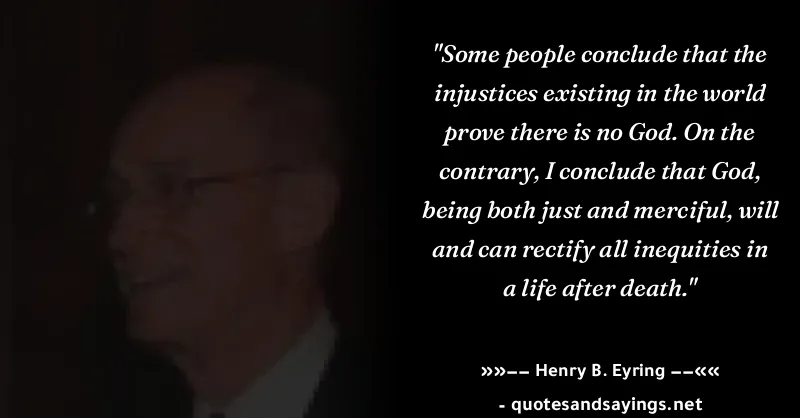 "Some people conclude that the
injustices existing in the world
prove there is no God. On the
contrary, I conclude that God,
being both just and merciful, will
and can rectify all inequities in
a life after death."
»»−− Henry B. Eyring −−««
- quotesandsayings.net